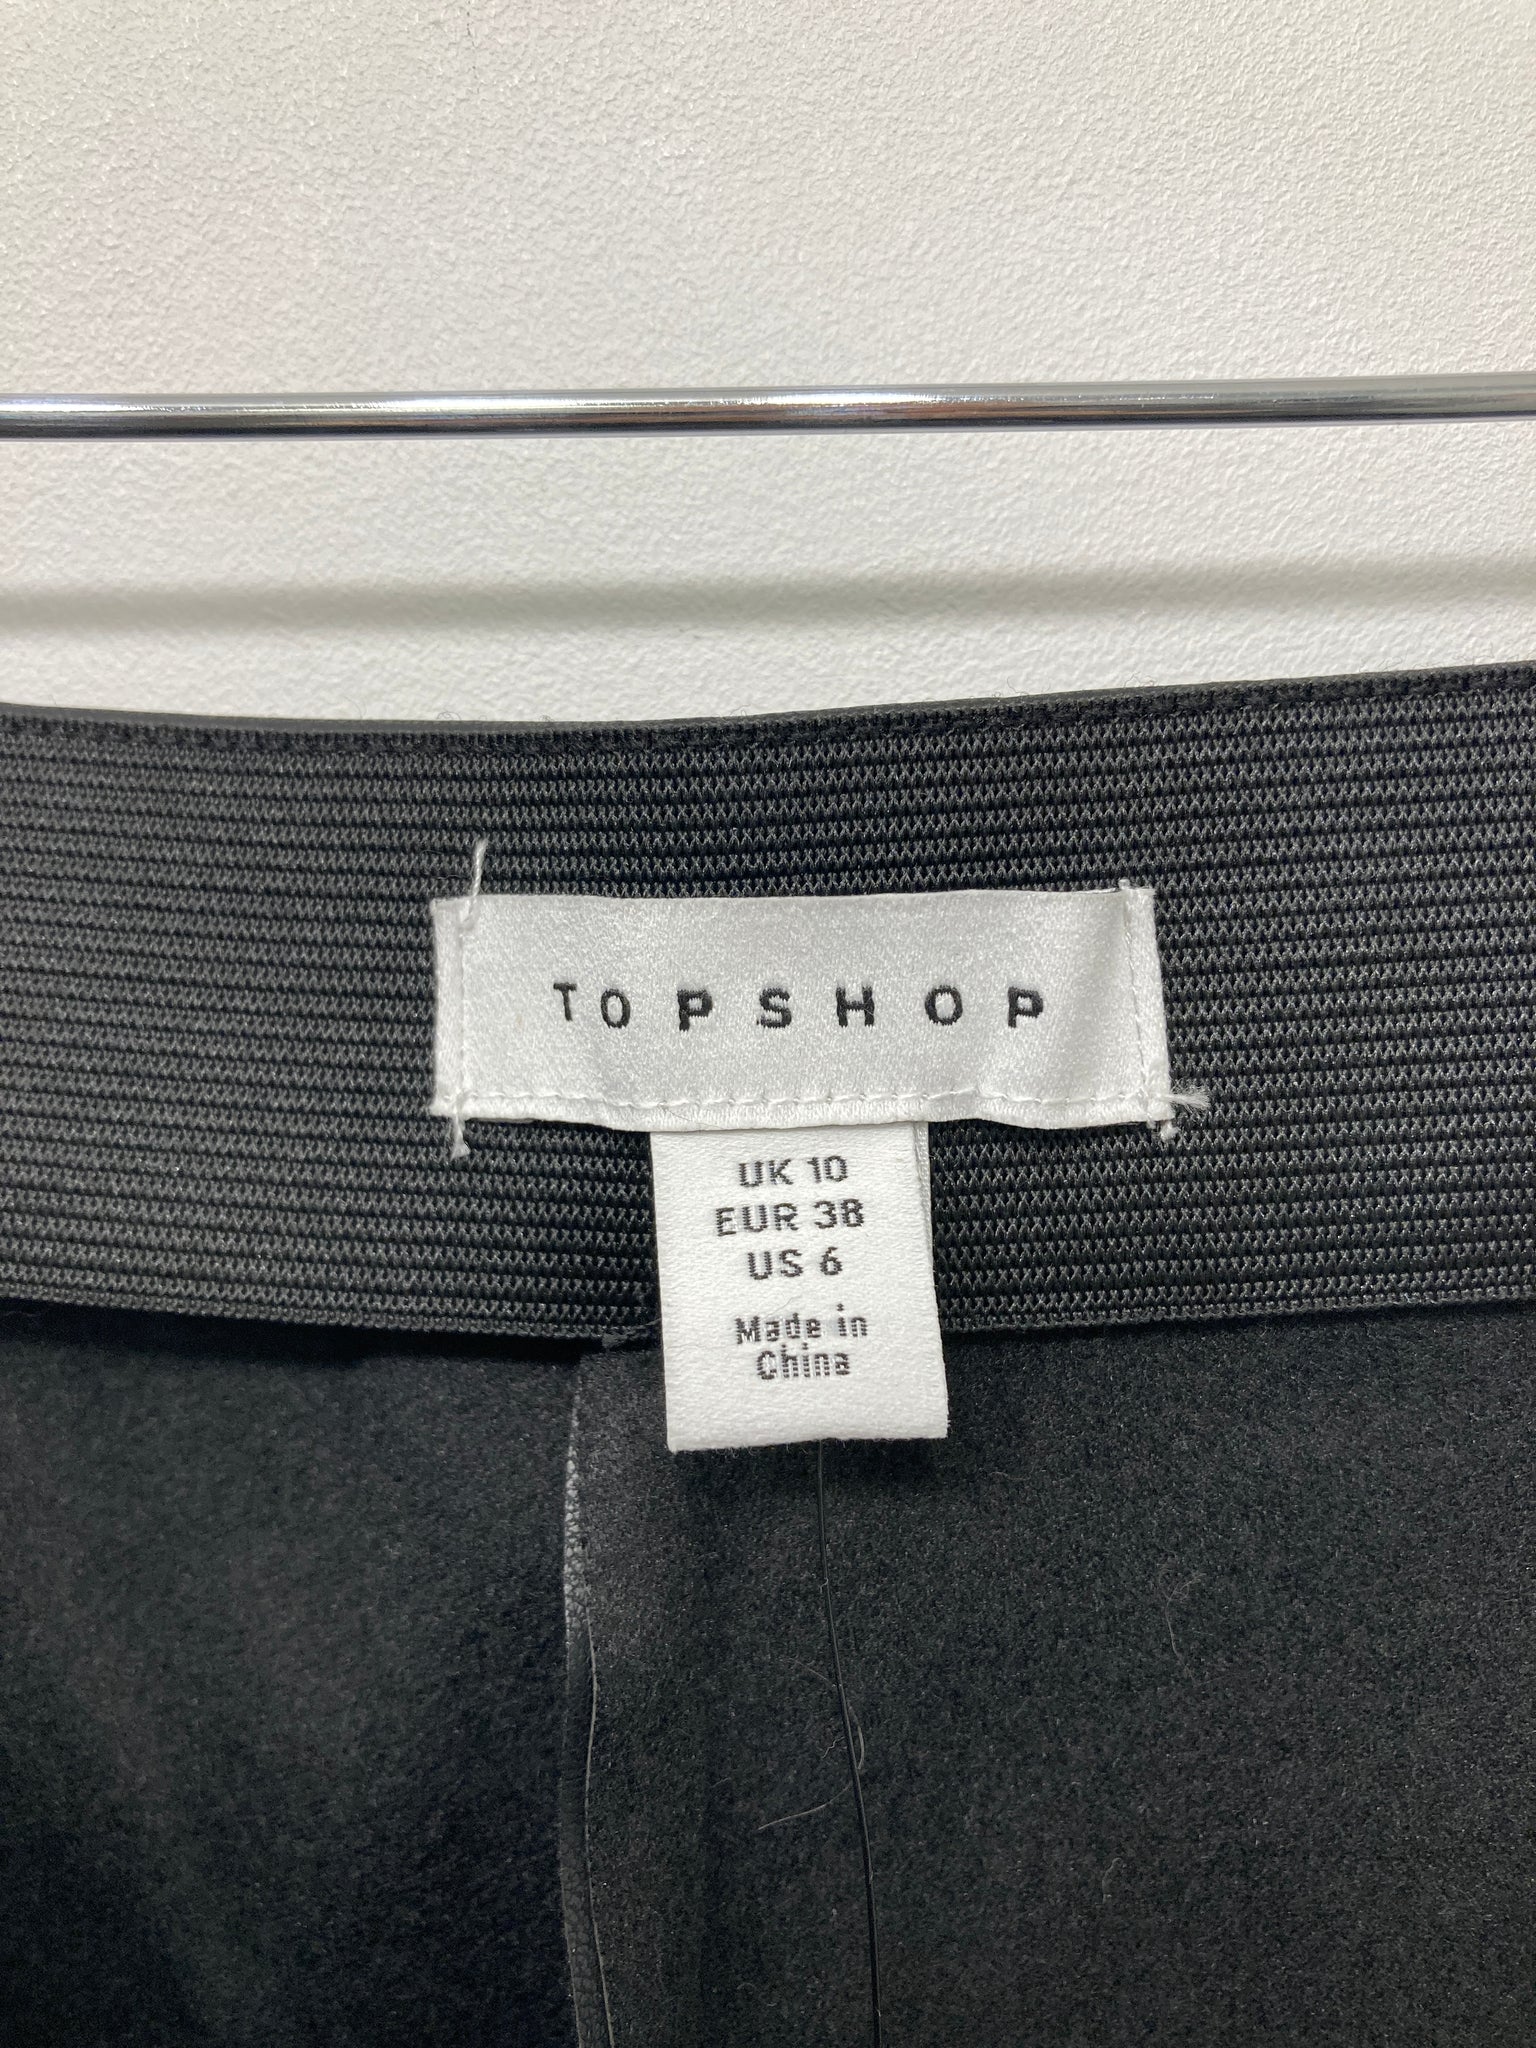 TOPSHOP
UK 10
EUR 38
US 6
Made in
China